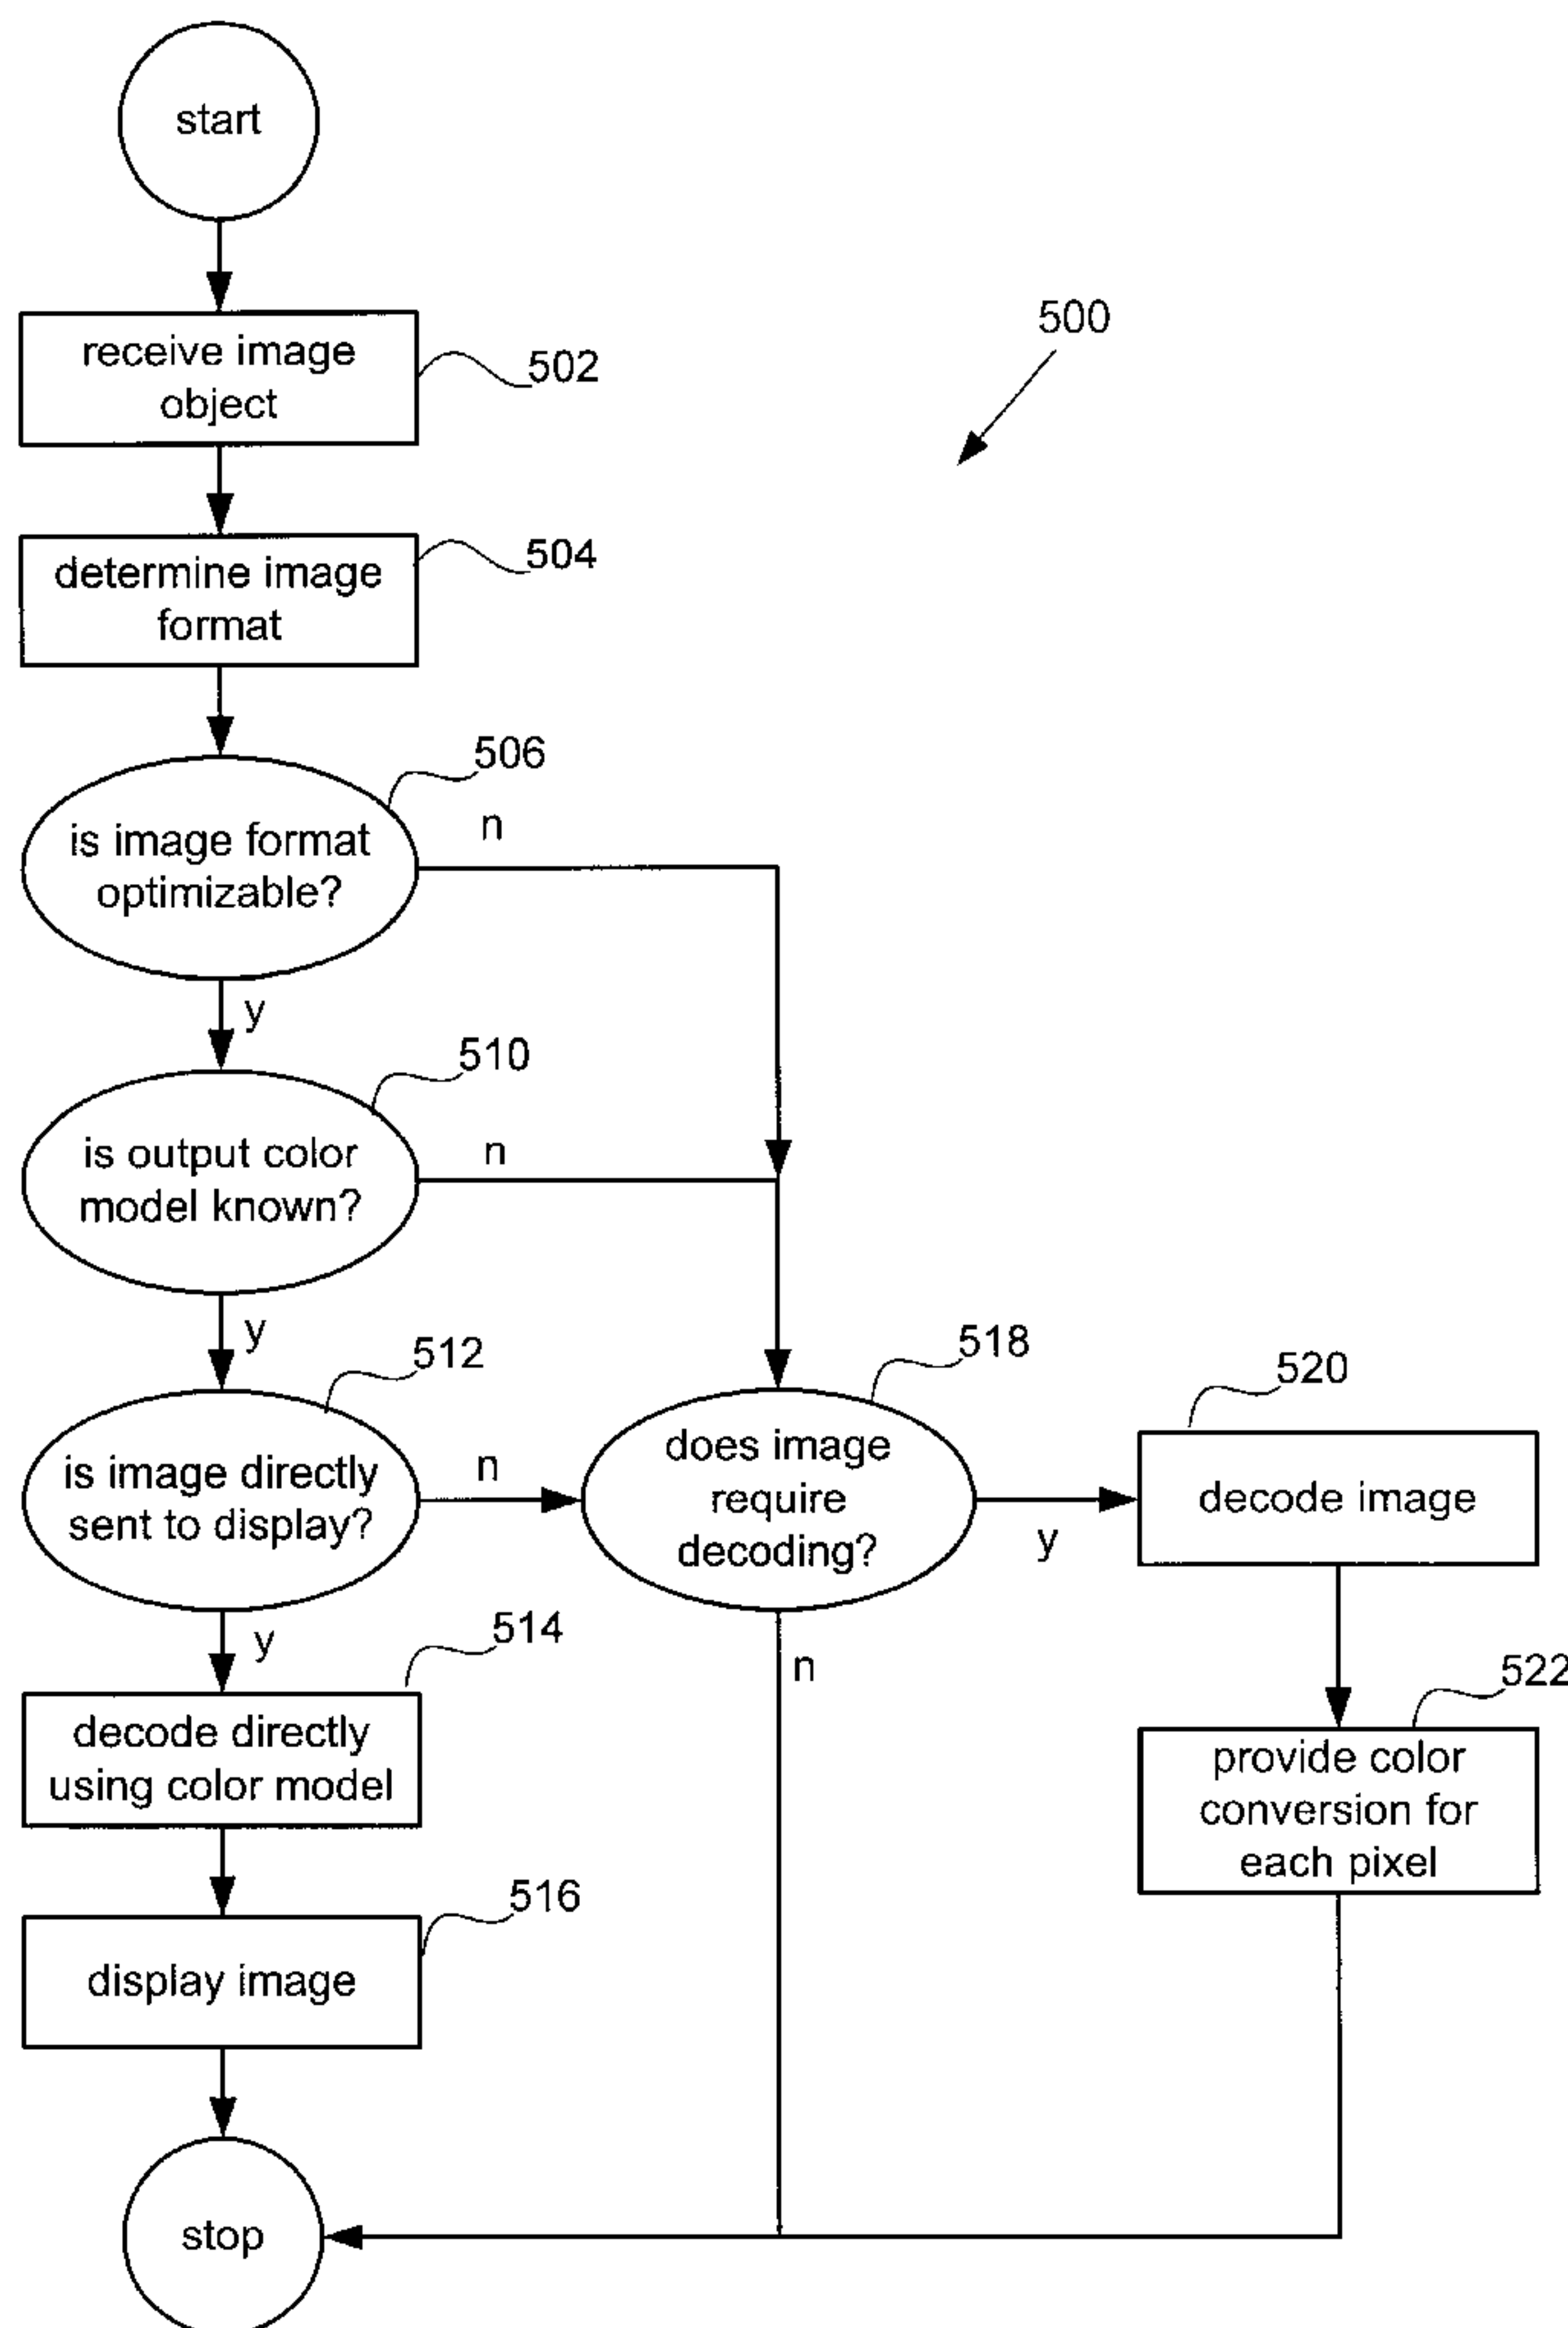 start
500
receive image
object
502
determine image
format
504
506
is image format
optimizable?
n
y
510
is output color
model known?
n
y
512
is image directly
sent to display?
n
518
does image
require
decoding?
y
n
520
decode image
y
514
decode directly
using color model
522
provide color
conversion for
each pixel
516
display image
stop